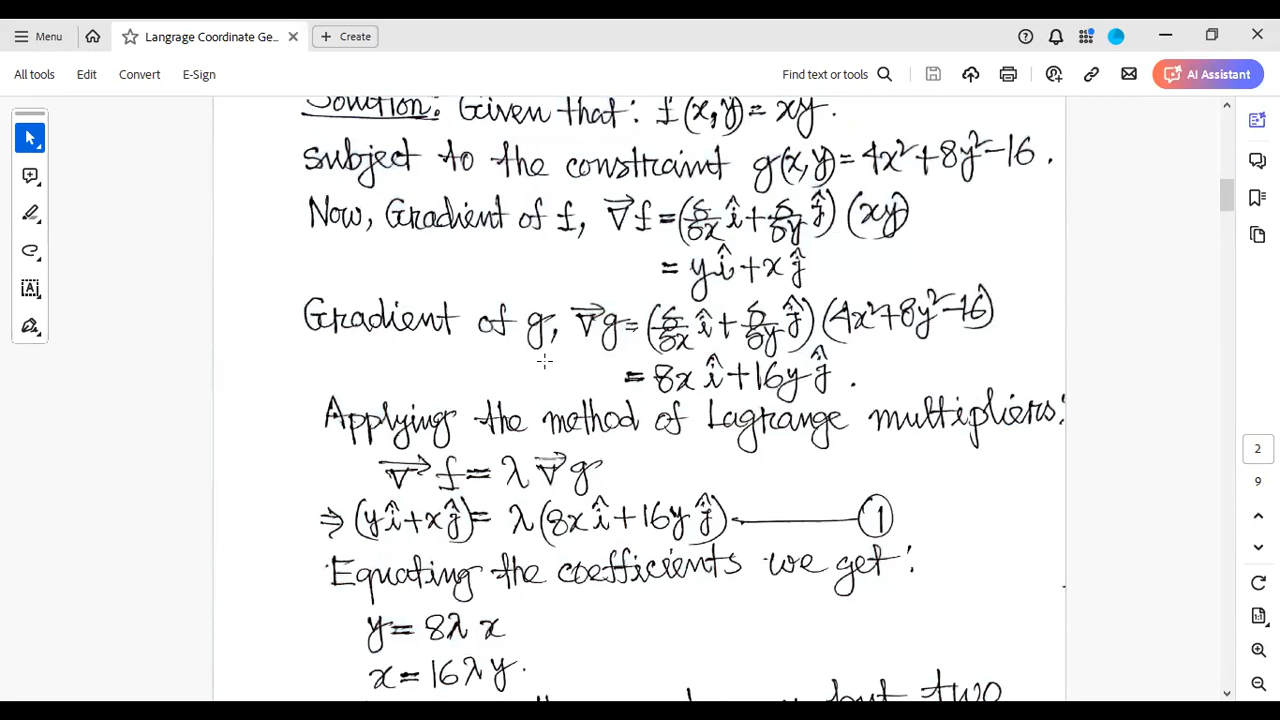 Menu
Langrage Coordinate Ge...
Create
All tools
Edit
Convert
E-Sign
Find text or tools
AI Assistant
Solution: Given that: f(x,y)=xy.
subject to the constraint g(x,y)=4x²+8y²-16.
Now, Gradient of f, ∇⃗f=(δ/δx î+δ/δy ĵ)(xy)
= yî+xĵ
Gradient of g, ∇⃗g=(δ/δx î+δ/δy ĵ)(4x²+8y²-16)
= 8x î+16y ĵ.
Applying the method of Lagrange multipliers:
∇⃗f=λ∇⃗g
⇒(yî+xĵ)= λ(8x î+16y ĵ) ①
Equating the coefficients we get:
y= 8λx
x=16λy.
two
2
9